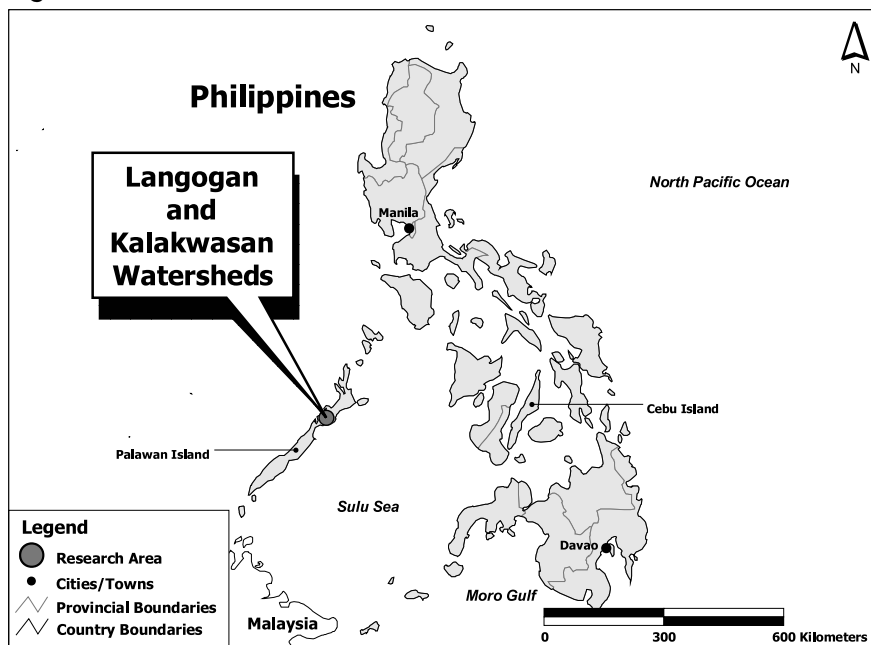 Philippines
N
Langogan
and
Kalakwasan
Watersheds
Manila
North Pacific Ocean
Cebu Island
Palawan Island
Sulu Sea
Davao
Moro Gulf
Malaysia
Legend
Research Area
Cities/Towns
Provincial Boundaries
Country Boundaries
0 300 600 Kilometers